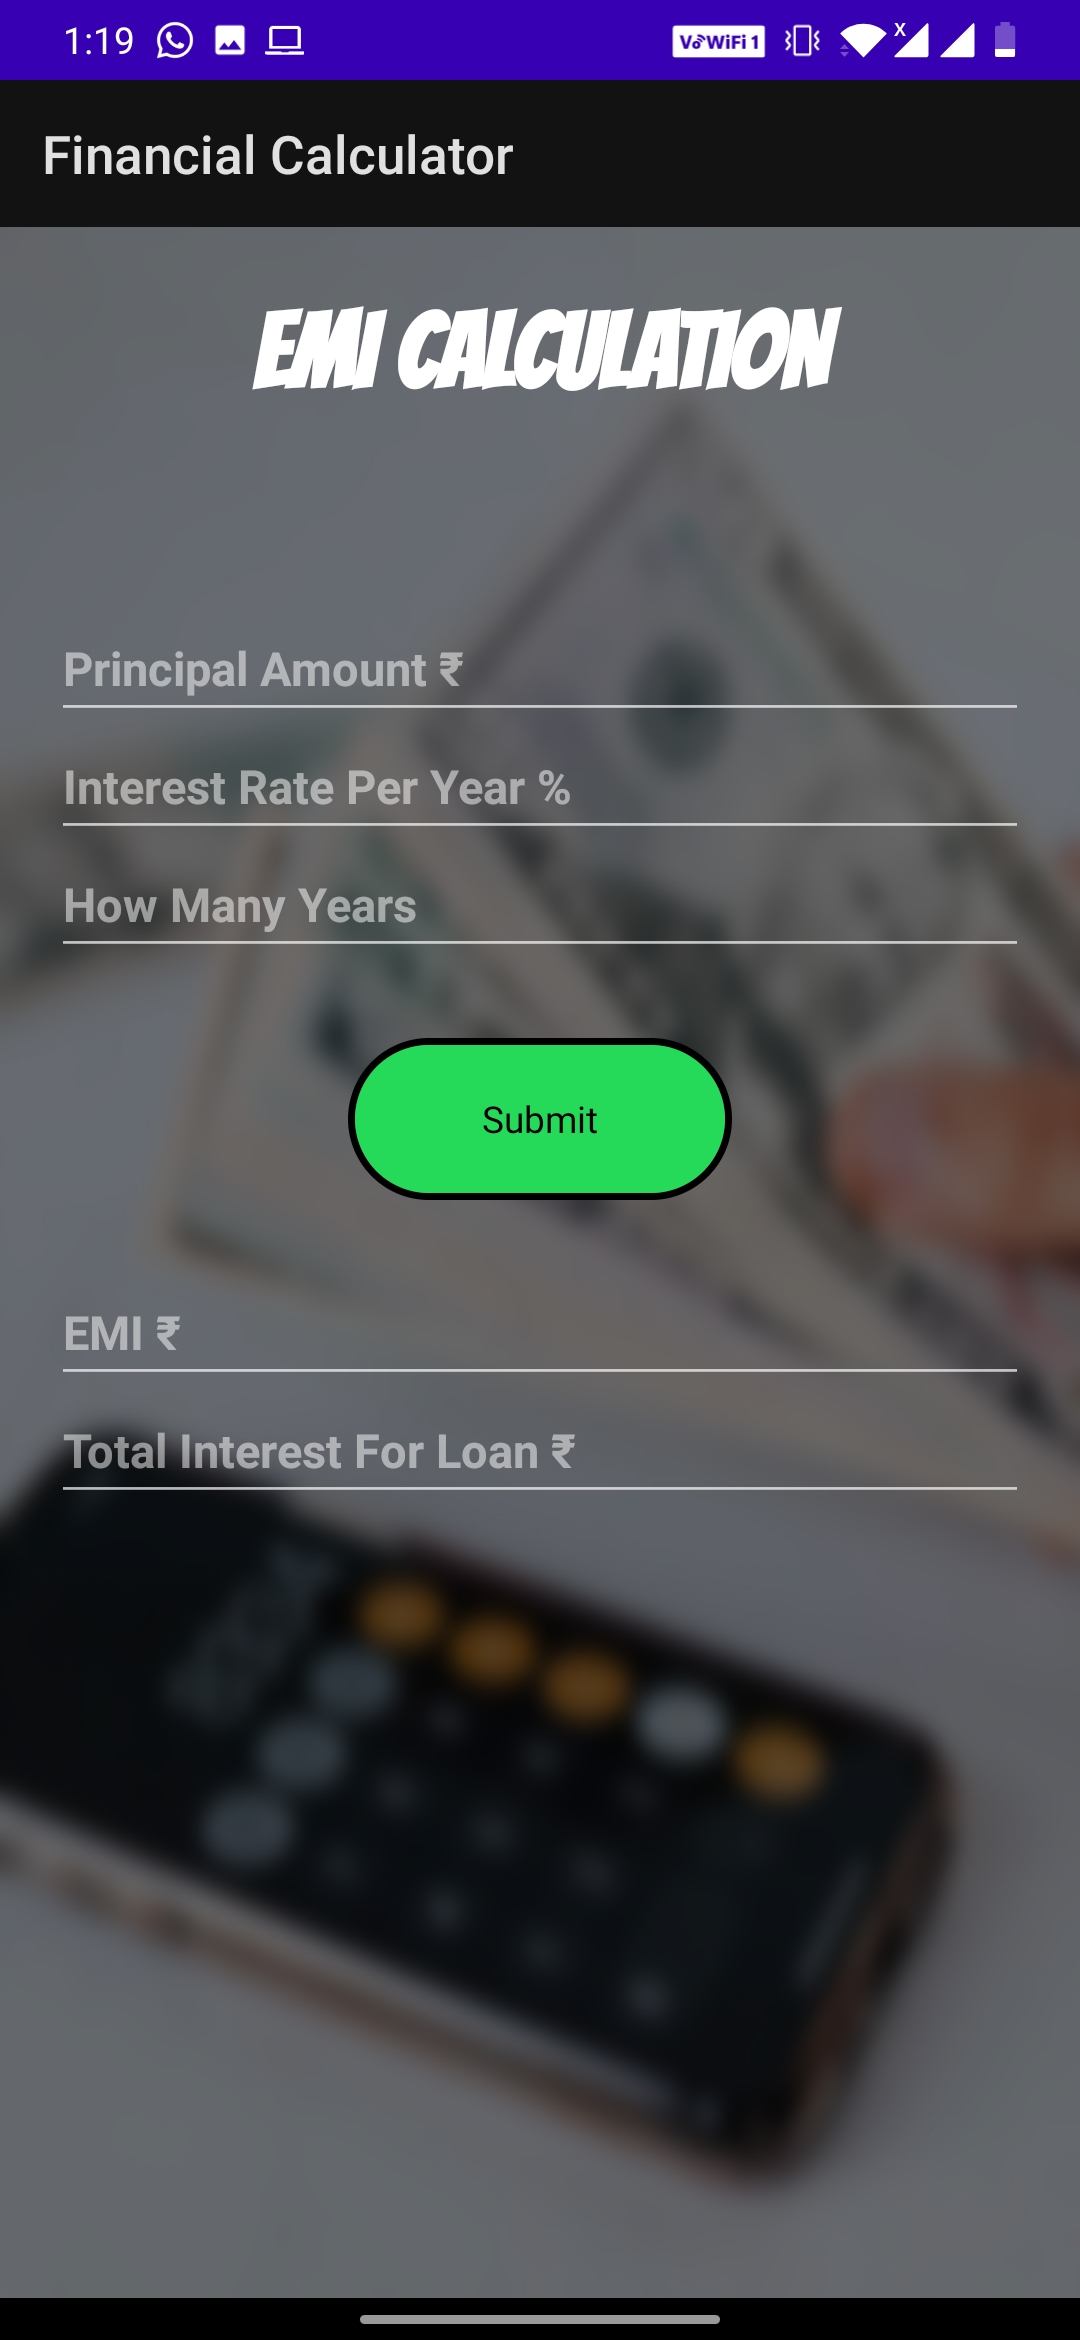 1:19 VoWiFi 1 X
Financial Calculator
EMI CALCULATION
Principal Amount ₹
Interest Rate Per Year %
How Many Years
Submit
EMI ₹
Total Interest For Loan ₹